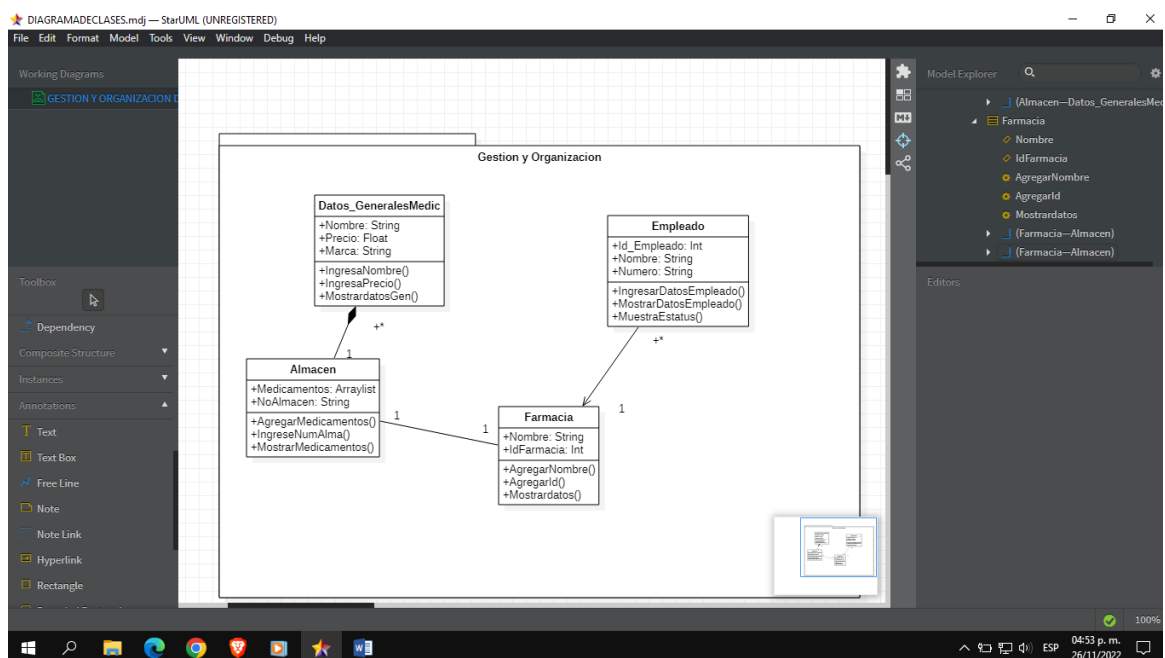 DIAGRAMADECLASES.mdj — StarUML (UNREGISTERED)
File Edit Format Model Tools View Window Debug Help
Working Diagrams
GESTION Y ORGANIZACION D
Toolbox
Dependency
Composite Structure
Instances
Annotations
Text
Text Box
Free Line
Note
Note Link
Hyperlink
Rectangle
Gestion y Organizacion
Datos_GeneralesMedic
+Nombre: String
+Precio: Float
+Marca: String
+IngresaNombre()
+IngresaPrecio()
+MostrardatosGen()
+*
1
Empleado
+Id_Empleado: Int
+Nombre: String
+Numero: String
+IngresarDatosEmpleado()
+MostrarDatosEmpleado()
+MuestraEstatus()
+*
1
Almacen
+Medicamentos: Arraylist
+NoAlmacen: String
+AgregarMedicamentos()
+IngreseNumAlma()
+MostrarMedicamentos()
1
1
Farmacia
+Nombre: String
+IdFarmacia: Int
+AgregarNombre()
+AgregarId()
+Mostrardatos()
Model Explorer
(Almacen—Datos_GeneralesMed
Farmacia
Nombre
IdFarmacia
AgregarNombre
AgregarId
Mostrardatos
(Farmacia—Almacen)
(Farmacia—Almacen)
Editors
100%
ESP
04:53 p. m.
26/11/2022